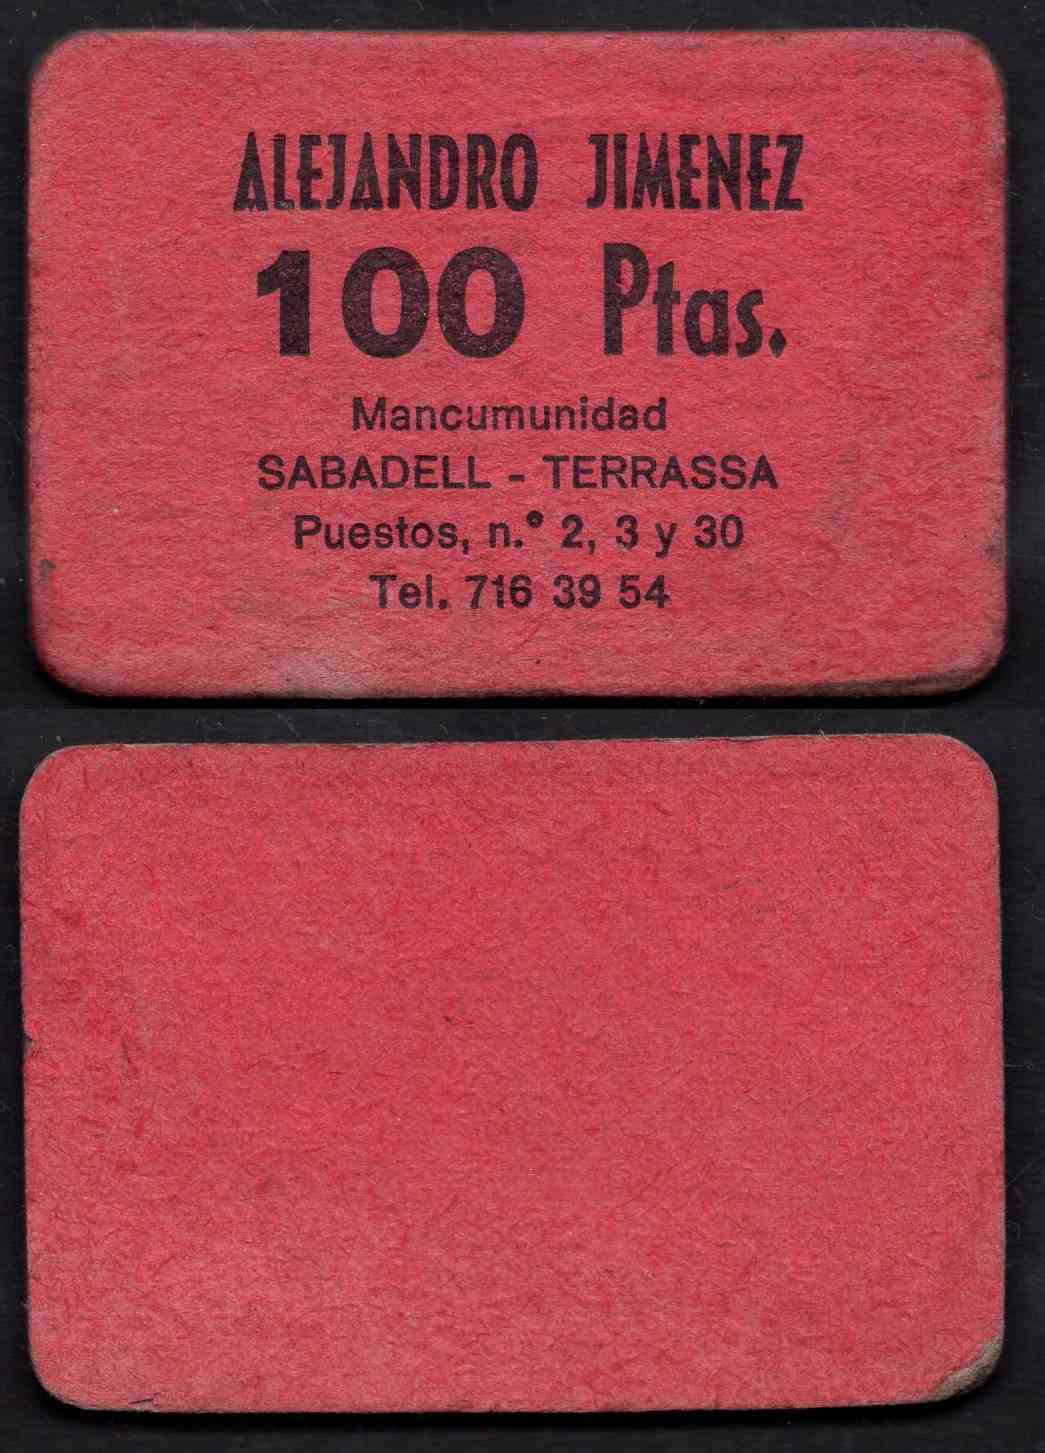 ALEJANDRO JIMENEZ
100 Ptas.
Mancumunidad
SABADELL - TERRASSA
Puestos, n.º 2, 3 y 30
Tel. 716 39 54